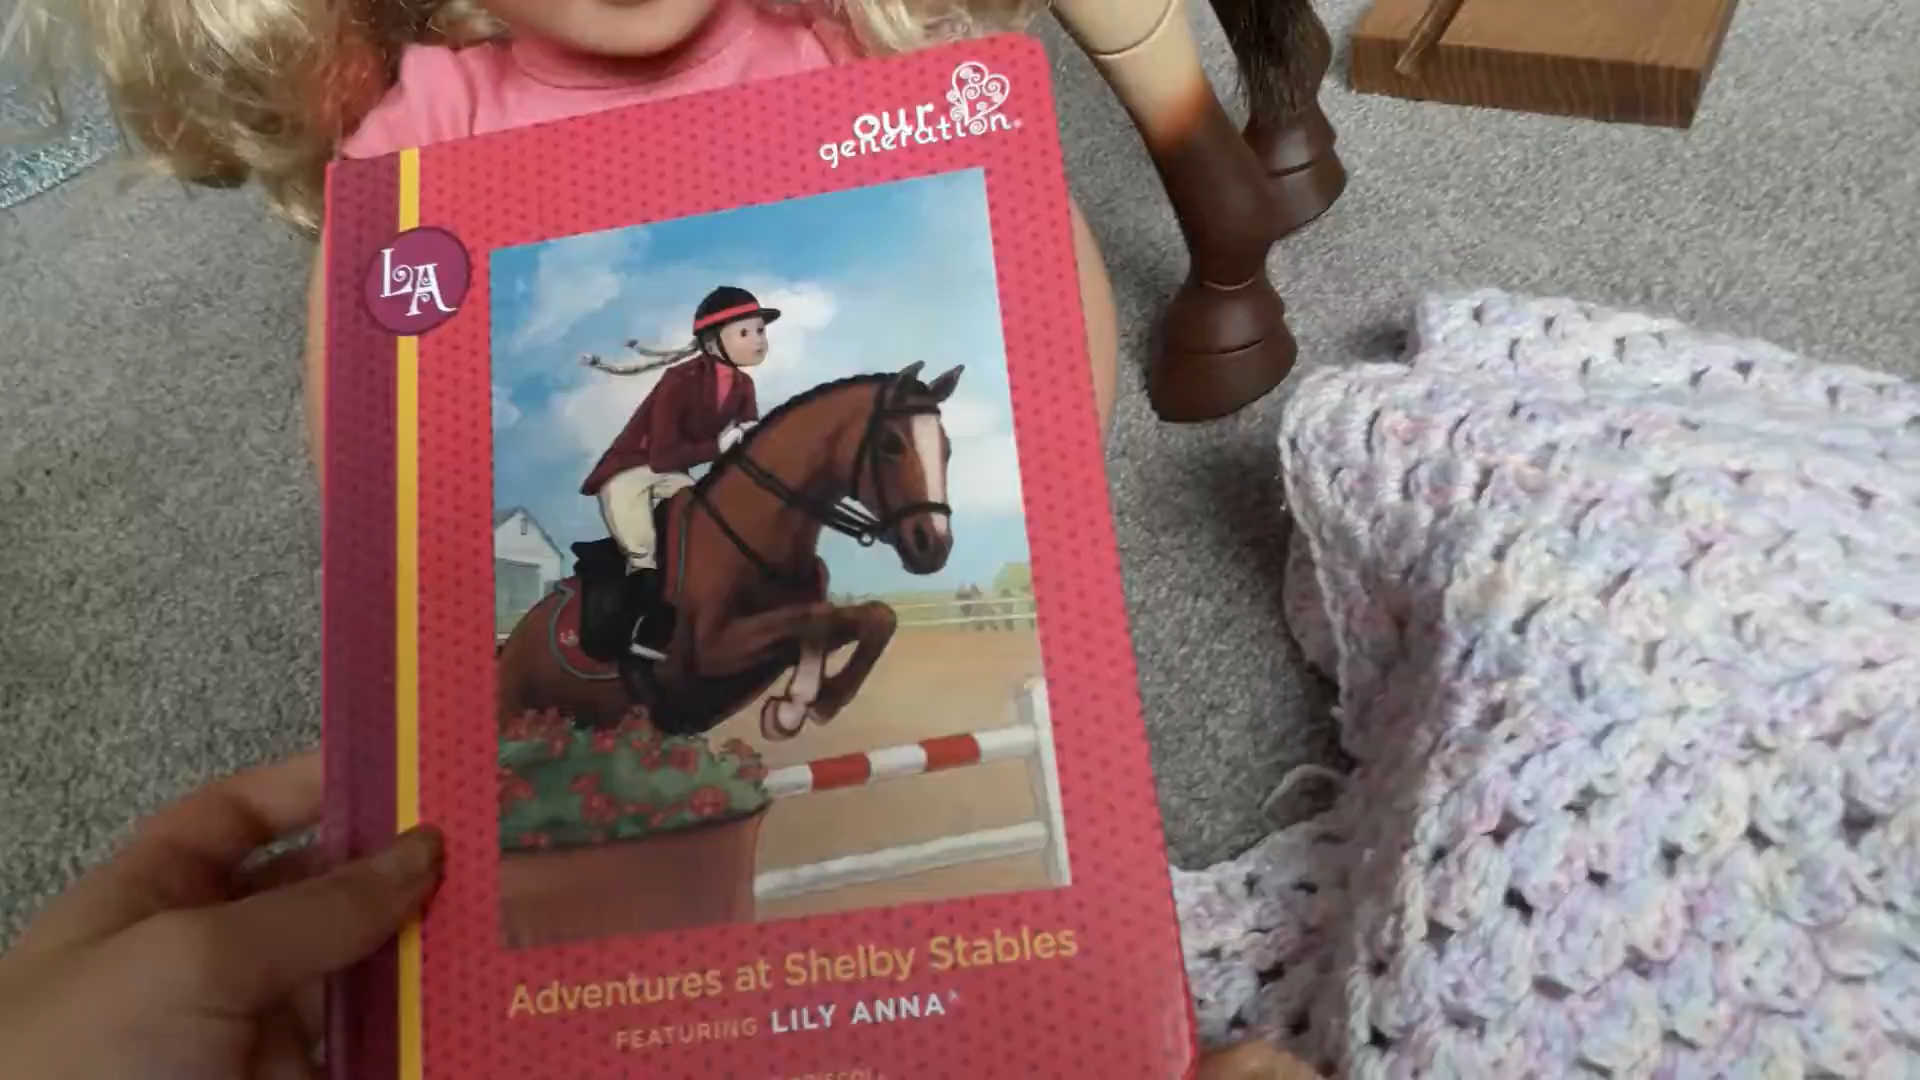 our
generation
LA
Adventures at Shelby Stables
FEATURING LILY ANNA